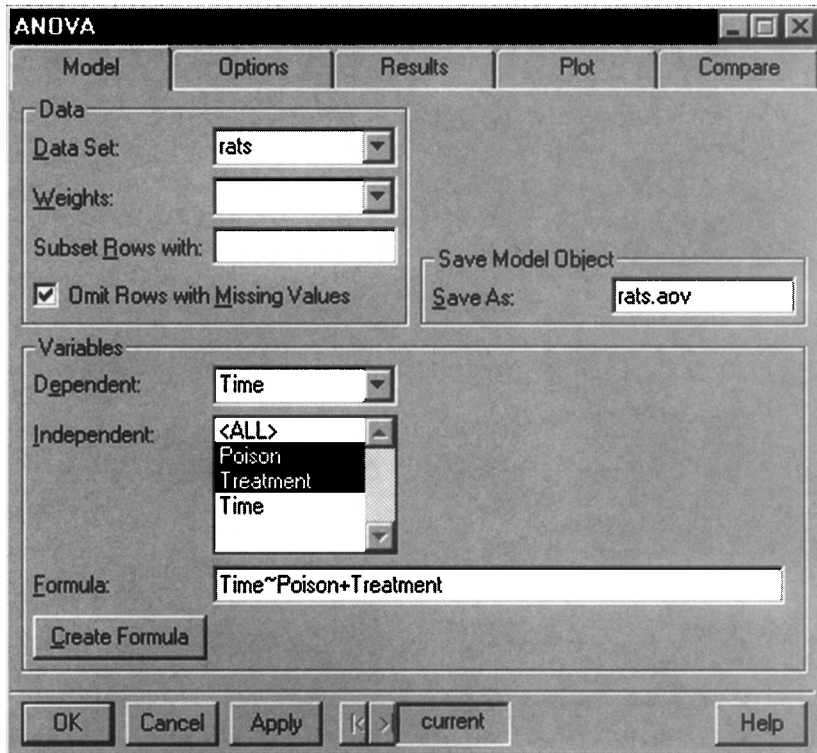 ANOVA
Model Options Results Plot Compare
Data
Data Set: rats
Weights:
Subset Rows with:
Omit Rows with Missing Values
Save Model Object
Save As: rats.aov
Variables
Dependent: Time
Independent: <ALL>
Poison
Treatment
Time
Formula: Time~Poison+Treatment
Create Formula
OK Cancel Apply |< > current Help